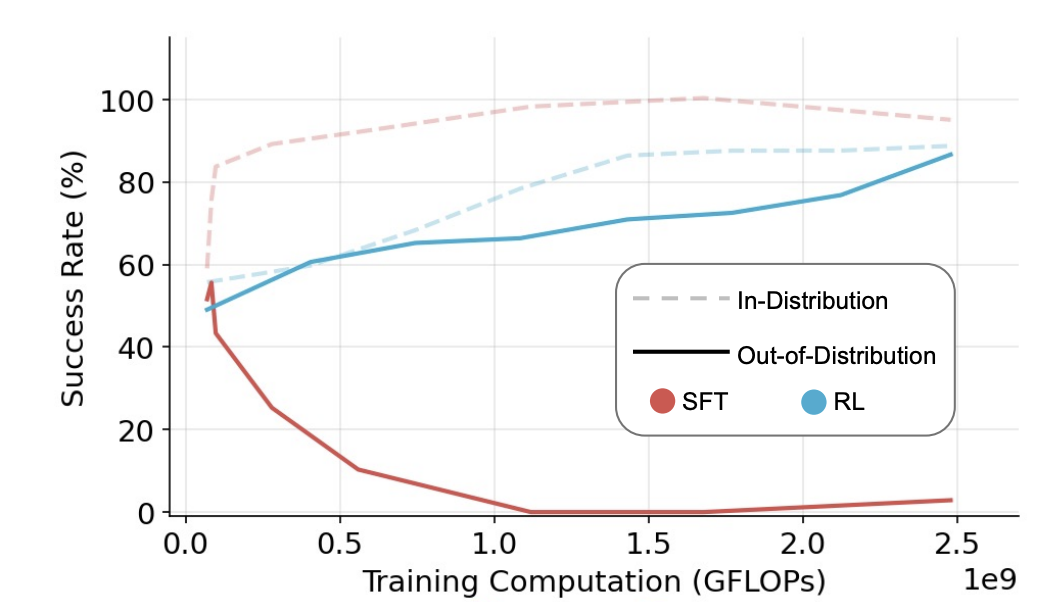 100
80
60
40
20
0
Success Rate (%)
In-Distribution
Out-of-Distribution
SFT RL
0.0 0.5 1.0 1.5 2.0 2.5
1e9
Training Computation (GFLOPs)